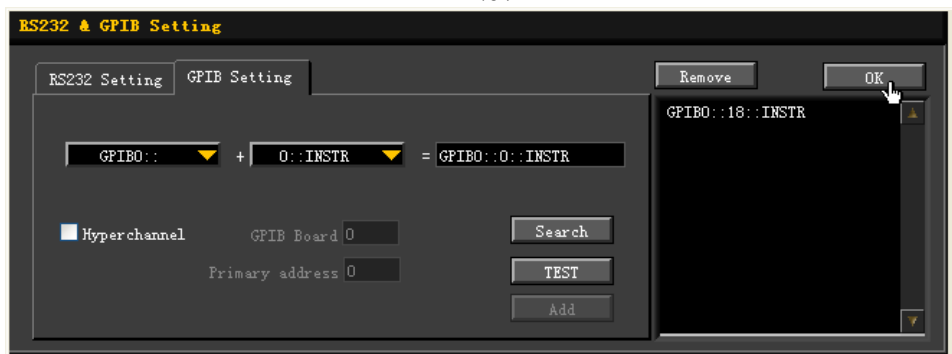 RS232 & GPIB Setting
RS232 Setting
GPIB Setting
Remove
OK
GPIB0::18::INSTR
GPIB0::
+
0::INSTR
=
GPIB0::0::INSTR
Hyperchannel
GPIB Board
0
Search
Primary address
0
TEST
Add